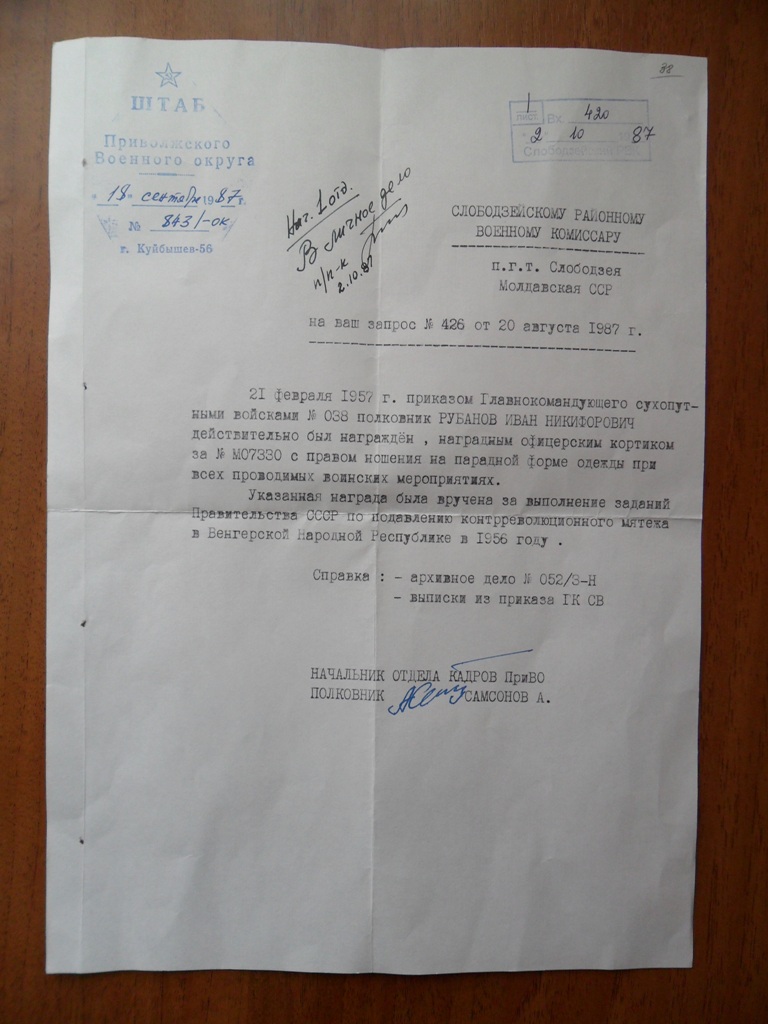 38
ШТАБ
Приволжского
Военного округа
"18" сентября 1987 г.
№ 843/-ок
г. Куйбышев-56
1
лист
Вх. 420
"2" 10 87
Слободзейский РВК
Нач. 1 отд.
В личное дело
п/п-к
2.10.87
СЛОБОДЗЕЙСКОМУ РАЙОННОМУ
ВОЕННОМУ КОМИССАРУ
п.г.т. Слободзея
Молдавская ССР
на ваш запрос № 426 от 20 августа 1987 г.
21 февраля 1957 г. приказом Главнокомандующего сухопут-
ными войсками № 038 полковник РУБАНОВ ИВАН НИКИФОРОВИЧ
действительно был награждён , наградным офицерским кортиком
за № М07330 с правом ношения на парадной форме одежды при
всех проводимых воинских мероприятиях.
Указанная награда была вручена за выполнение заданий
Правительства СССР по подавлению контрреволюционного мятежа
в Венгерской Народной Республике в 1956 году .
Справка : - архивное дело № 052/3-Н
- выписки из приказа ГК СВ
НАЧАЛЬНИК ОТДЕЛА КАДРОВ ПриВО
ПОЛКОВНИК САМСОНОВ А.